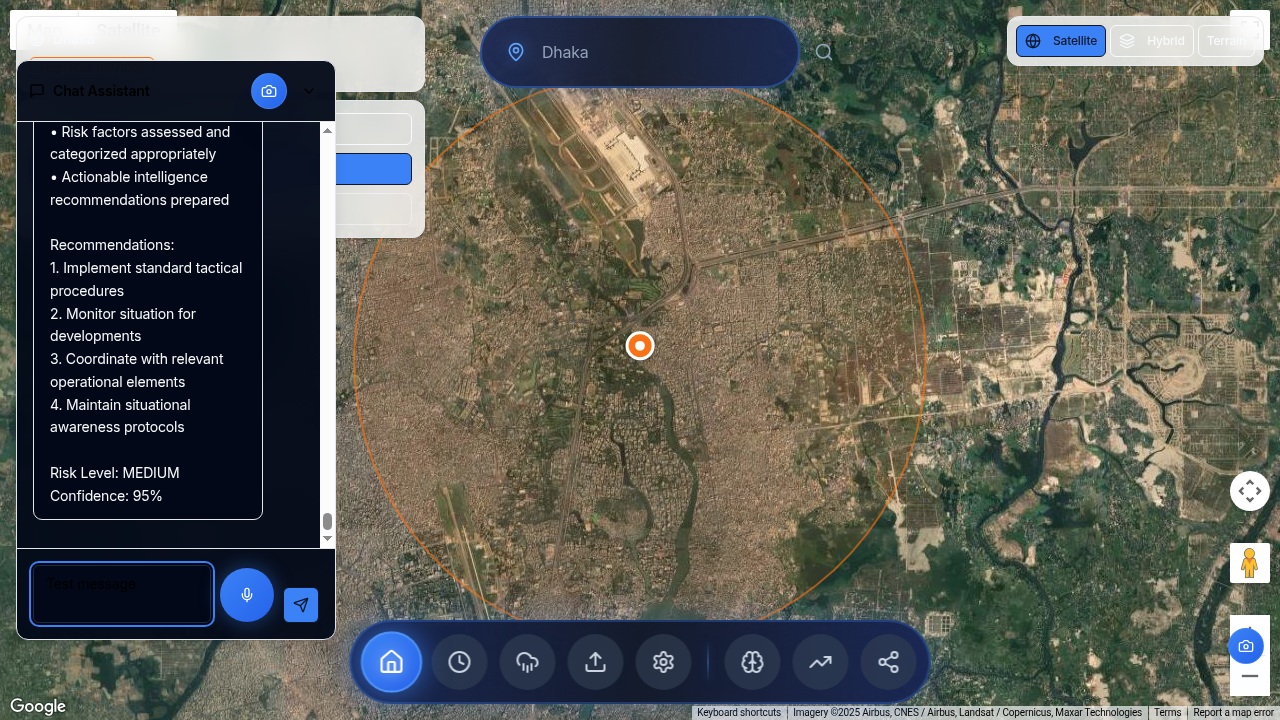 Map
Satellite
Dhaka
Satellite
Hybrid
Terrain
Chat Assistant
• Risk factors assessed and
categorized appropriately
• Actionable intelligence
recommendations prepared
Recommendations:
1. Implement standard tactical
procedures
2. Monitor situation for
developments
3. Coordinate with relevant
operational elements
4. Maintain situational
awareness protocols
Risk Level: MEDIUM
Confidence: 95%
Test message
Google
Keyboard shortcuts
Imagery ©2025 Airbus, CNES / Airbus, Landsat / Copernicus, Maxar Technologies
Terms
Report a map error